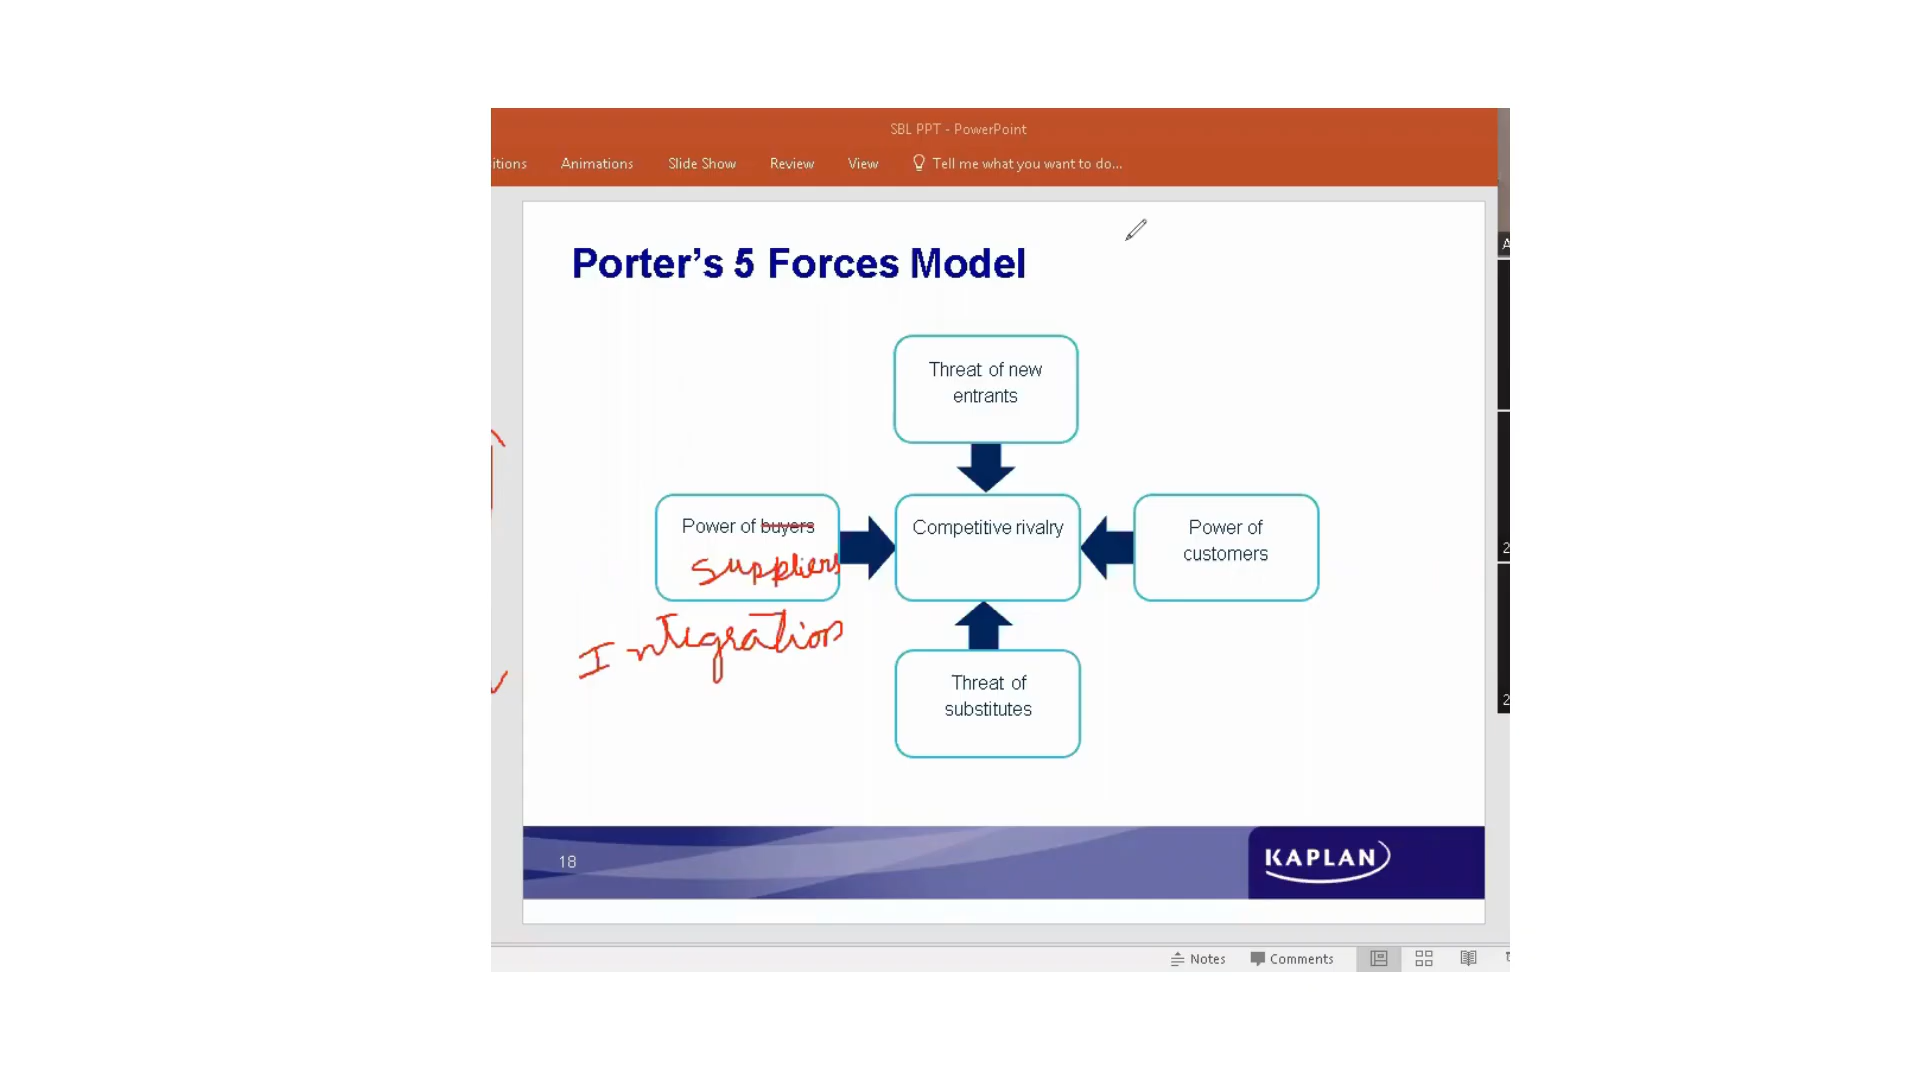 SBL PPT - PowerPoint
itions Animations Slide Show Review View Tell me what you want to do...
Porter's 5 Forces Model
Threat of new
entrants
Power of buyers
Suppliers
Competitive rivalry
Power of
customers
Integration
Threat of
substitutes
18
KAPLAN
Notes Comments
A
2
2